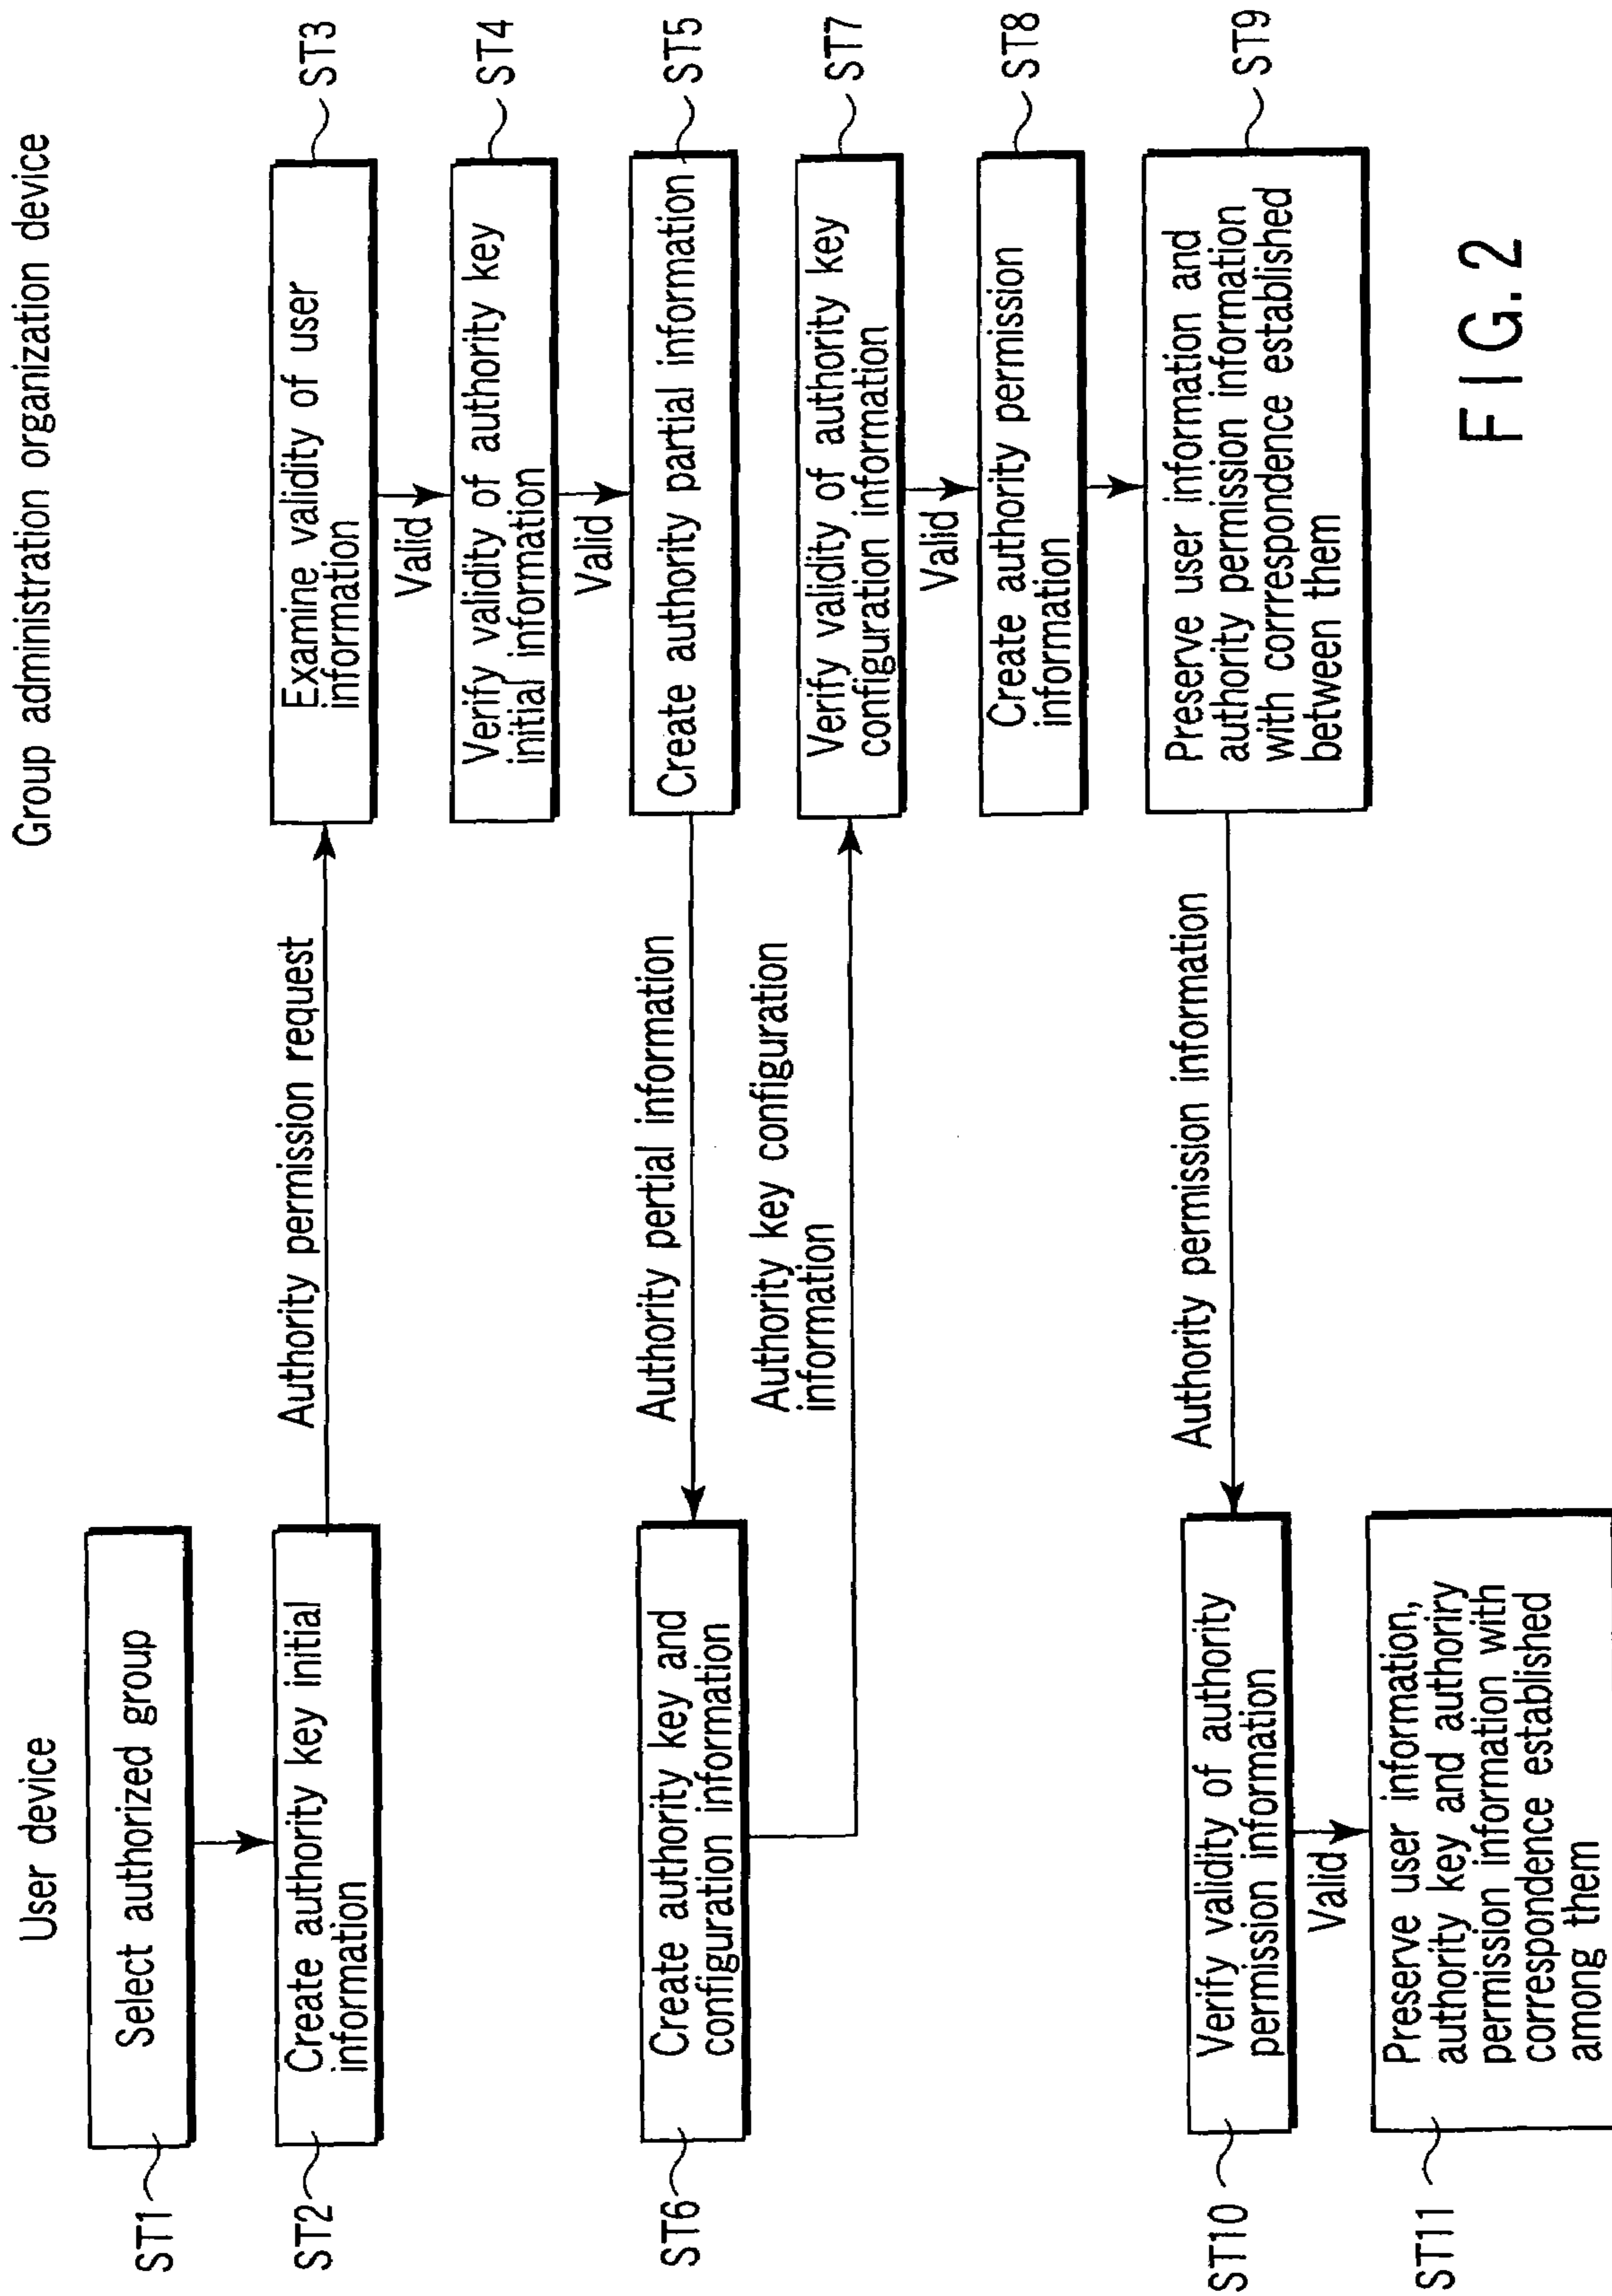 User device
Group administration organization device
ST1
Select authorized group
ST2
Create authority key initial
information
Authority permission request
Examine validity of user
information
ST3
Valid
Verify validity of authority key
initial information
ST4
Valid
Create authority partial information
ST5
Authority pertial information
ST6
Create authority key and
configuration information
Authority key configuration
information
Verify validity of authority key
configuration information
ST7
Valid
Create authority permission
information
ST8
Preserve user information and
authority permission information
with corrrespondence established
between them
ST9
Authority permission information
ST10
Verify validity of authority
permission information
Valid
ST11
Preserve user information,
authority key and authoriry
permission information with
correspondence established
among them
FIG.2